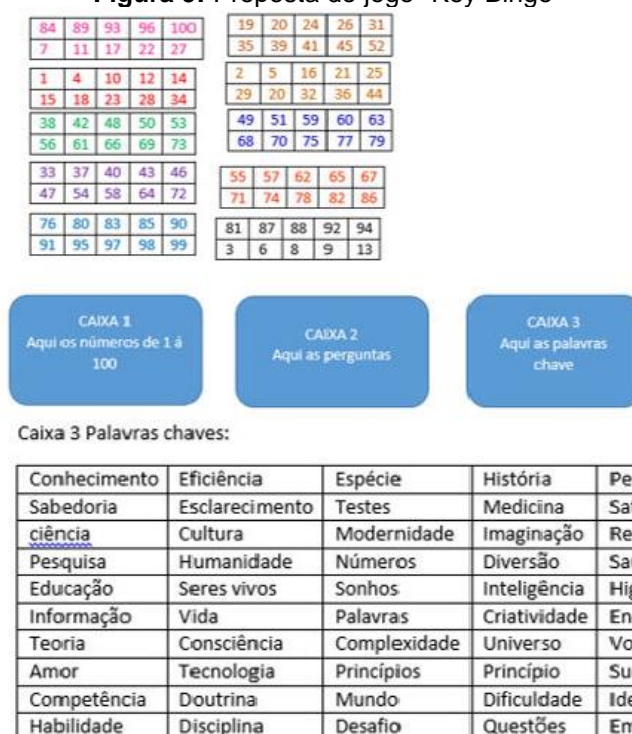 Figura 5: Proposta do jogo "Key Bingo"
84 89 93 96 100
7 11 17 22 27
19 20 24 26 31
35 39 41 45 52
1 4 10 12 14
15 18 23 28 34
2 5 16 21 25
29 20 32 36 44
38 42 48 50 53
56 61 66 69 73
49 51 59 60 63
68 70 75 77 79
33 37 40 43 46
47 54 58 64 72
55 57 62 65 67
71 74 78 82 86
76 80 83 85 90
91 95 97 98 99
81 87 88 92 94
3 6 8 9 13
CAIXA 1
Aqui os números de 1 á
100
CAIXA 2
Aqui as perguntas
CAIXA 3
Aqui as palavras
chave
Caixa 3 Palavras chaves:
Conhecimento Eficiência Espécie História
Sabedoria Esclarecimento Testes Medicina
ciência Cultura Modernidade Imaginação
Pesquisa Humanidade Números Diversão
Educação Seres vivos Sonhos Inteligência
Informação Vida Palavras Criatividade
Teoria Consciência Complexidade Universo
Amor Tecnologia Princípios Princípio
Competência Doutrina Mundo Dificuldade
Habilidade Disciplina Desafio Questões